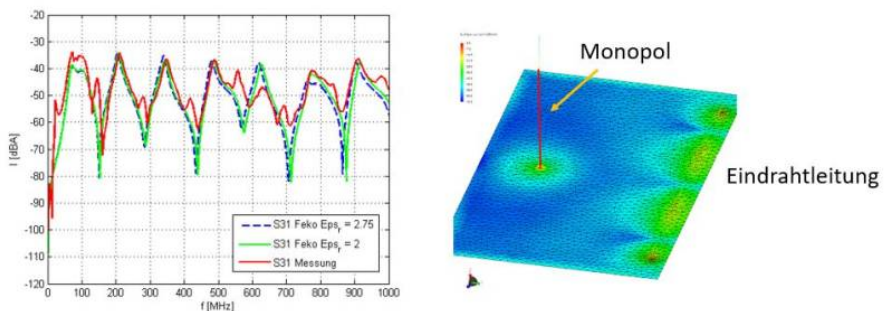 -20
-30
-40
-50
-60
-70
-80
-90
-100
-110
-120
I [dBA]
0 100 200 300 400 500 600 700 800 900 1000
f [MHz]
S31 Feko Eps_r = 2.75
S31 Feko Eps_r = 2
S31 Messung
Monopol
Eindrahtleitung